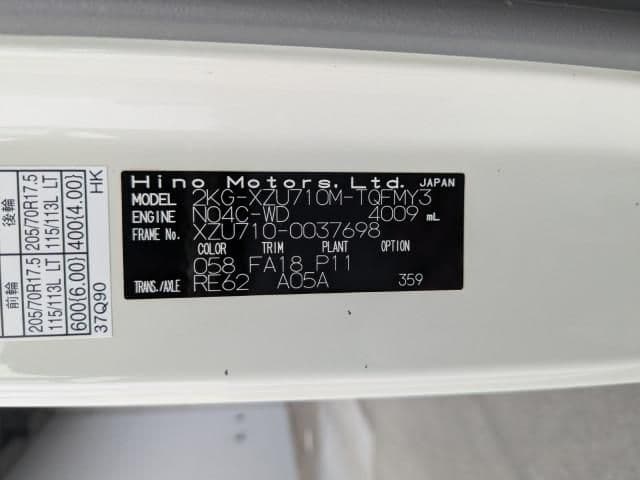 Hino Motors, Ltd. JAPAN
MODEL 2KG-XZU710M-TQFMY3
ENGINE N04C-WD 4009 mL
FRAME No. XZU710-0037698
COLOR TRIM PLANT OPTION
058 FA18 P11
TRANS./AXLE RE62 A05A 359
前輪 後輪
205/70R17.5 205/70R17.5
115/113L LT 115/113L LT
600{6.00} 400{4.00}
37Q90 HK